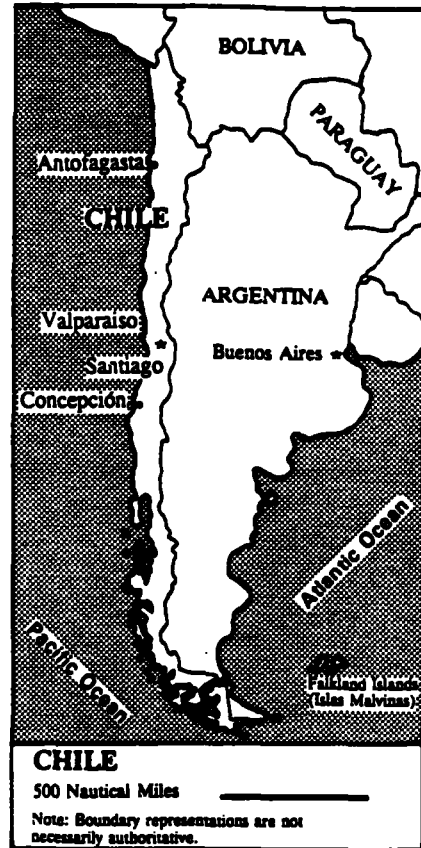 BOLIVIA
PARAGUAY
Antofagasta
CHILE
ARGENTINA
Valparaiso
Santiago
Buenos Aires
Concepción
Atlantic Ocean
Pacific Ocean
Falkland Islands
(Islas Malvinas)
CHILE
500 Nautical Miles
Note: Boundary representations are not
necessarily authoritative.